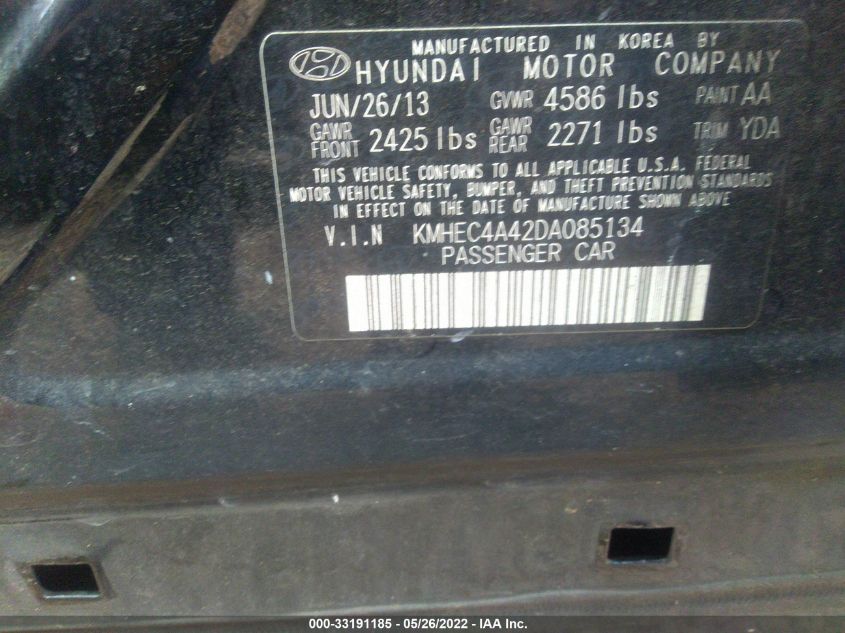 MANUFACTURED IN KOREA BY
HYUNDAI MOTOR COMPANY
JUN/26/13 GVWR 4586 lbs PAINT AA
GAWR FRONT 2425 lbs GAWR REAR 2271 lbs TRIM YDA
THIS VEHICLE CONFORMS TO ALL APPLICABLE U.S.A. FEDERAL
MOTOR VEHICLE SAFETY, BUMPER, AND THEFT PREVENTION STANDARDS
IN EFFECT ON THE DATE OF MANUFACTURE SHOWN ABOVE
V.I.N KMHEC4A42DA085134
PASSENGER CAR
000-33191185 - 05/26/2022 - IAA Inc.